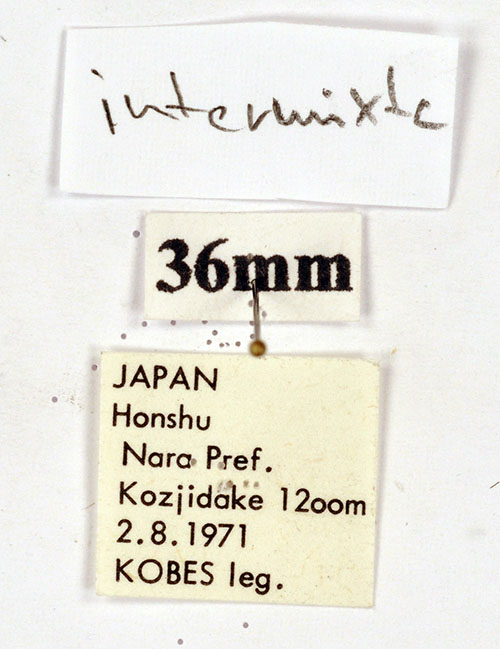 intermixta
36mm
JAPAN
Honshu
Nara Pref.
Kozjidake 12oom
2.8.1971
KOBES leg.